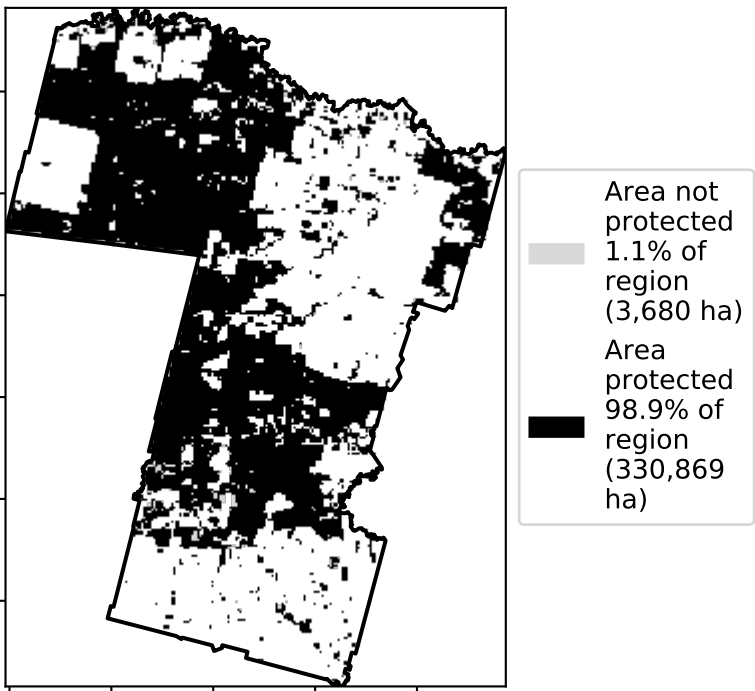 Area not
protected
1.1% of
region
(3,680 ha)
Area
protected
98.9% of
region
(330,869
ha)